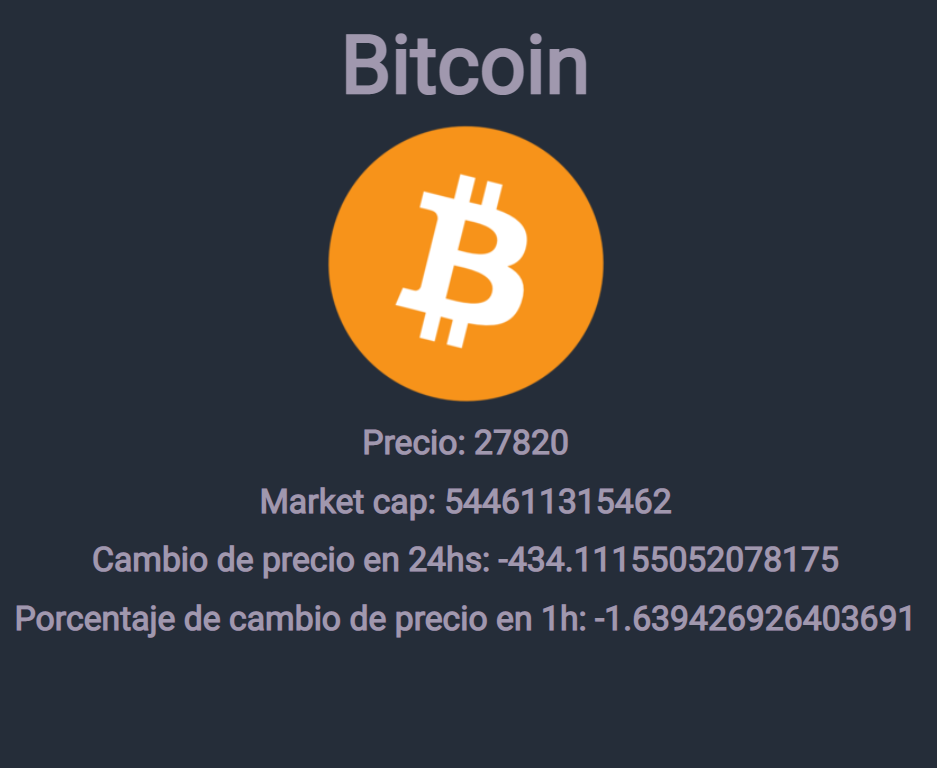 Bitcoin
Precio: 27820
Market cap: 544611315462
Cambio de precio en 24hs: -434.11155052078175
Porcentaje de cambio de precio en 1h: -1.639426926403691